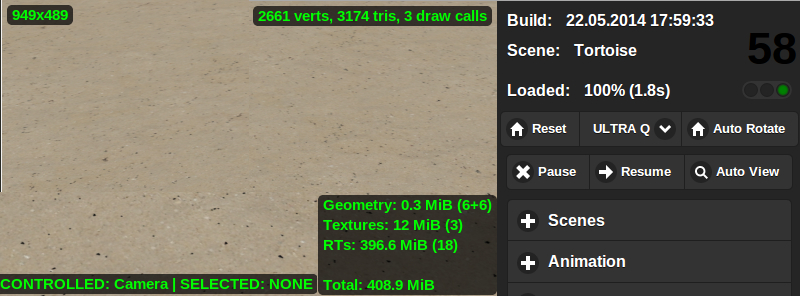 949x489
2661 verts, 3174 tris, 3 draw calls
Geometry: 0.3 MiB (6+6)
Textures: 12 MiB (3)
RTs: 396.6 MiB (18)
Total: 408.9 MiB
CONTROLLED: Camera | SELECTED: NONE
Build: 22.05.2014 17:59:33
Scene: Tortoise
58
Loaded: 100% (1.8s)
Reset ULTRA Q Auto Rotate
Pause Resume Auto View
Scenes
Animation